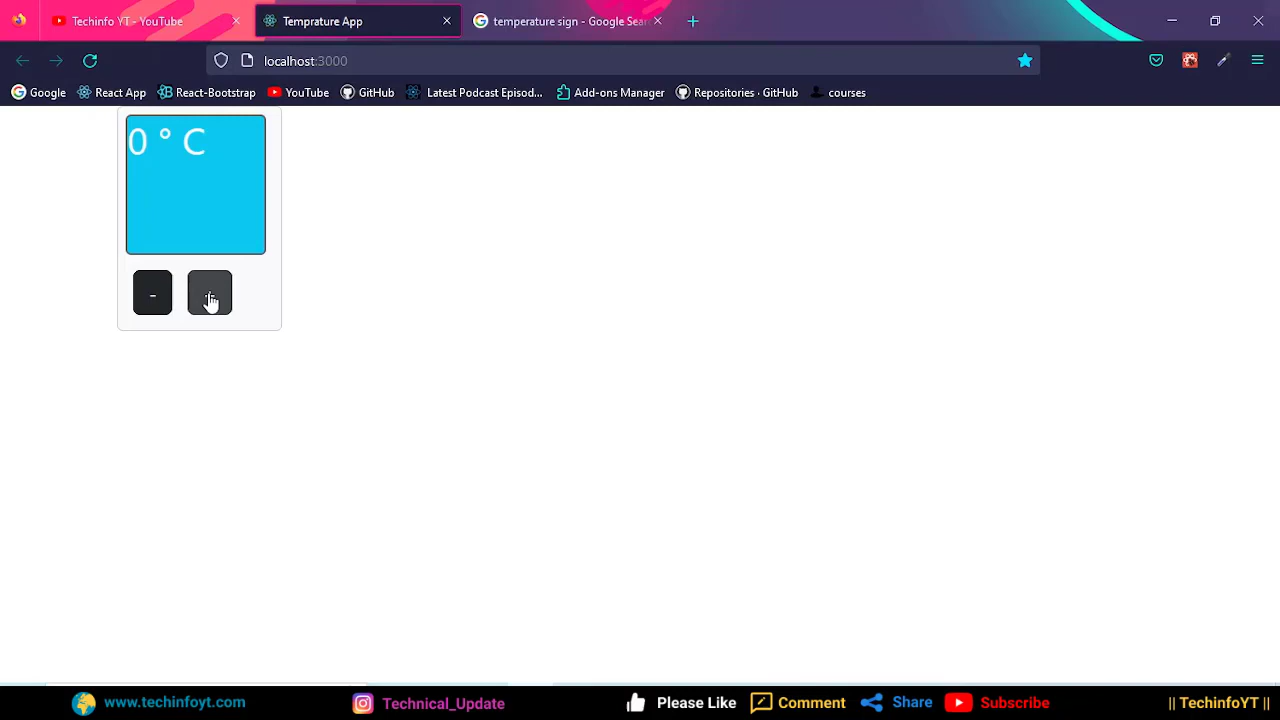 Techinfo YT - YouTube
Temprature App
temperature sign - Google Sear
localhost:3000
Google
React App
React-Bootstrap
YouTube
GitHub
Latest Podcast Episod...
Add-ons Manager
Repositories · GitHub
courses
0 ° C
-
www.techinfoyt.com
Technical_Update
Please Like
Comment
Share
Subscribe
|| TechinfoYT ||